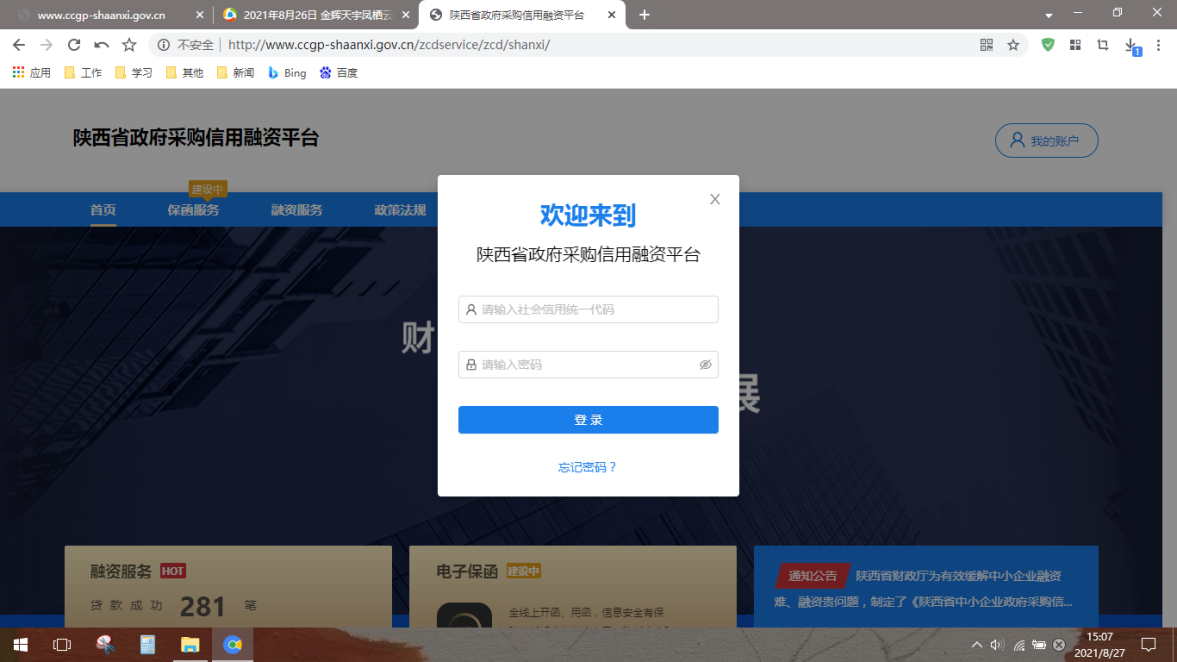 www.ccgp-shaanxi.gov.cn
2021年8月26日 金辉天宇凤栖云
陕西省政府采购信用融资平台
不安全 http://www.ccgp-shaanxi.gov.cn/zcdservice/zcd/shanxi/
应用 工作 学习 其他 新闻 Bing 百度
陕西省政府采购信用融资平台
我的账户
建设中
首页 保函服务 融资服务 政策法规
欢迎来到
陕西省政府采购信用融资平台
请输入社会信用统一代码
请输入密码
登 录
忘记密码？
财
展
融资服务 HOT
贷款成功 281 笔
电子保函 建设中
全线上开函、用函，信息安全有保
通知公告 陕西省财政厅为有效缓解中小企业融资
难、融资贵问题，制定了《陕西省中小企业政府采购信...
1
15:07
2021/8/27